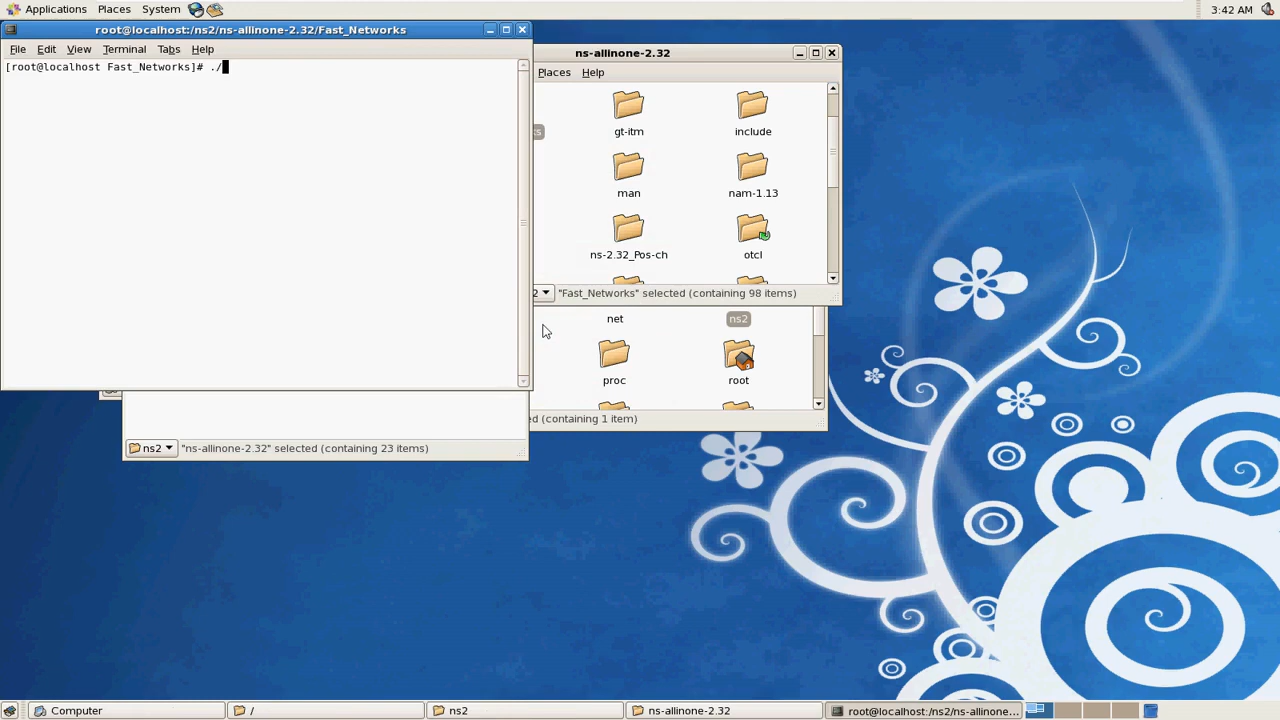 Applications Places System
3:42 AM
root@localhost:/ns2/ns-allinone-2.32/Fast_Networks
File Edit View Terminal Tabs Help
[root@localhost Fast_Networks]# ./
ns-allinone-2.32
Places Help
gt-itm include
man nam-1.13
ns-2.32_Pos-ch otcl
"Fast_Networks" selected (containing 98 items)
net ns2
proc root
(containing 1 item)
ns2 "ns-allinone-2.32" selected (containing 23 items)
Computer / ns2 ns-allinone-2.32 root@localhost:/ns2/ns-allinone...